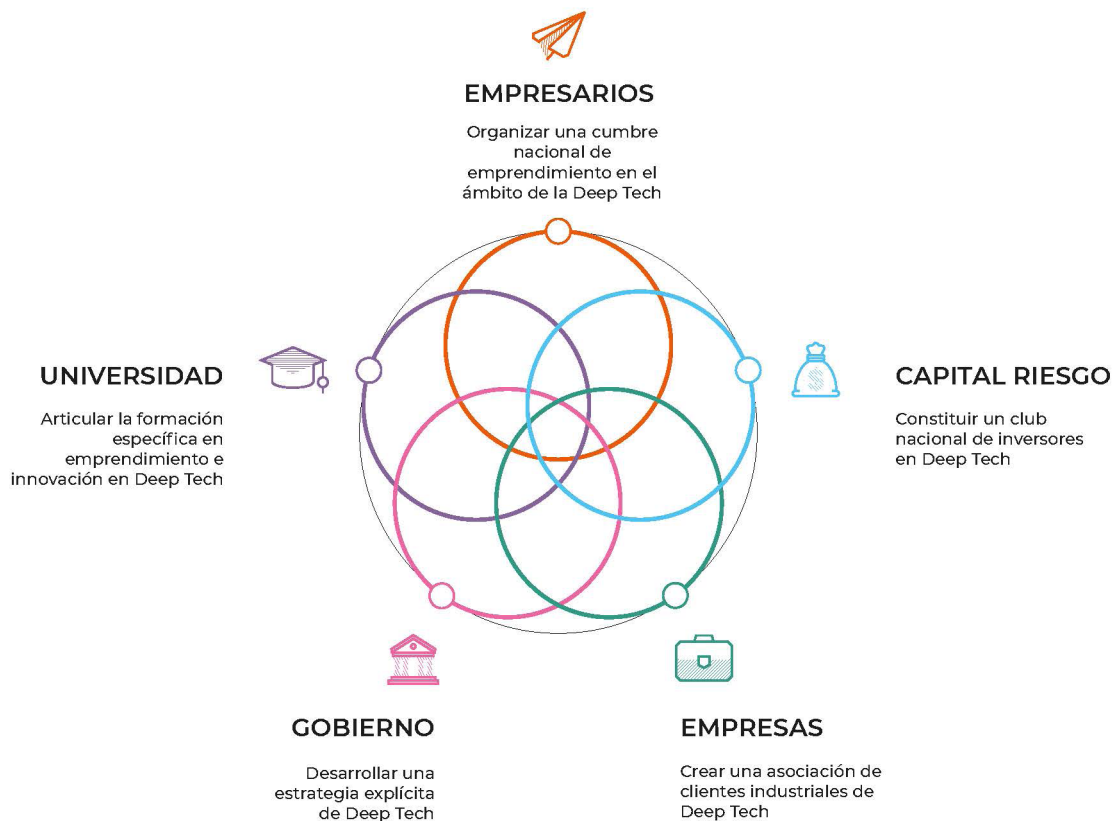 EMPRESARIOS
Organizar una cumbre
nacional de
emprendimiento en el
ámbito de la Deep Tech
UNIVERSIDAD
Articular la formación
específica en
emprendimiento e
innovación en Deep Tech
CAPITAL RIESGO
Constituir un club
nacional de inversores
en Deep Tech
GOBIERNO
Desarrollar una
estrategia explícita
de Deep Tech
EMPRESAS
Crear una asociación de
clientes industriales de
Deep Tech